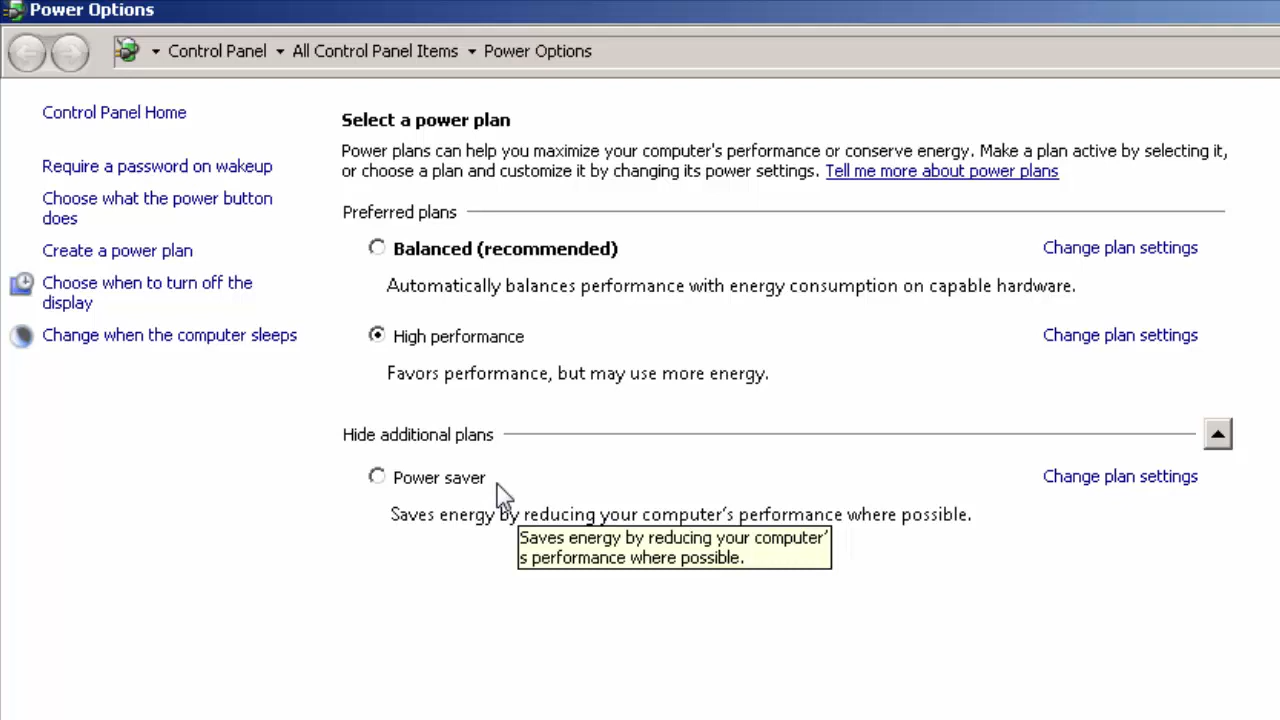 Power Options
Control Panel All Control Panel Items Power Options
Control Panel Home
Require a password on wakeup
Choose what the power button
does
Create a power plan
Choose when to turn off the
display
Change when the computer sleeps
Select a power plan
Power plans can help you maximize your computer's performance or conserve energy. Make a plan active by selecting it,
or choose a plan and customize it by changing its power settings. Tell me more about power plans
Preferred plans
Balanced (recommended) Change plan settings
Automatically balances performance with energy consumption on capable hardware.
High performance Change plan settings
Favors performance, but may use more energy.
Hide additional plans
Power saver Change plan settings
Saves energy by reducing your computer's performance where possible.
Saves energy by reducing your computer'
s performance where possible.